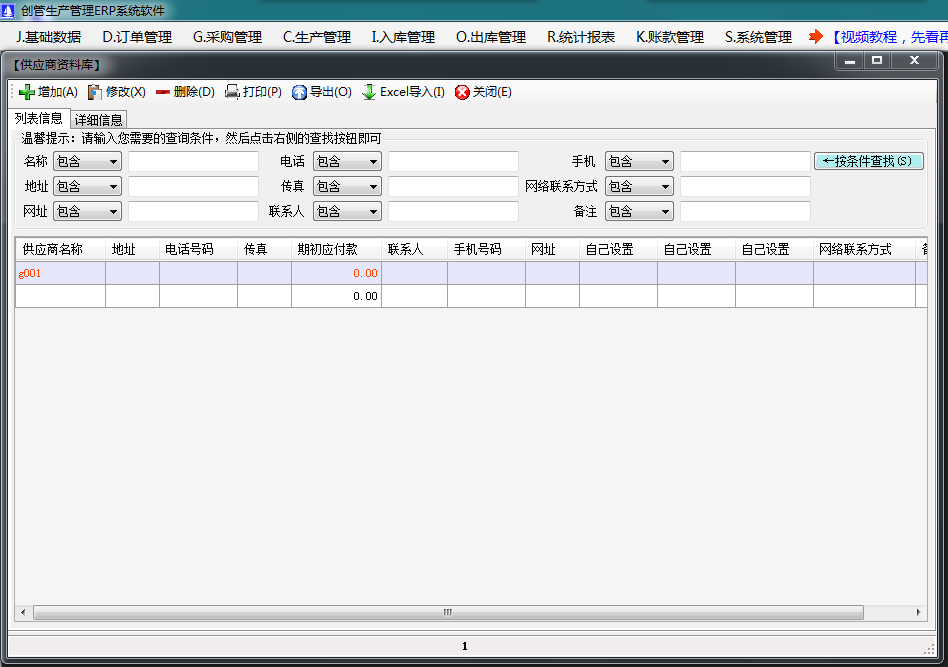 创管生产管理ERP系统软件
J.基础数据 D.订单管理 G.采购管理 C.生产管理 I.入库管理 O.出库管理 R.统计报表 K.账款管理 S.系统管理 【视频教程，先看再
【供应商资料库】
增加(A) 修改(X) 删除(D) 打印(P) 导出(O) Excel导入(I) 关闭(E)
列表信息 详细信息
温馨提示：请输入您需要的查询条件，然后点击右侧的查找按钮即可
名称 包含 电话 包含 手机 包含 ←按条件查找(S)
地址 包含 传真 包含 网络联系方式 包含
网址 包含 联系人 包含 备注 包含
供应商名称 地址 电话号码 传真 期初应付款 联系人 手机号码 网址 自己设置 自己设置 自己设置 网络联系方式
g001 0.00
0.00
1